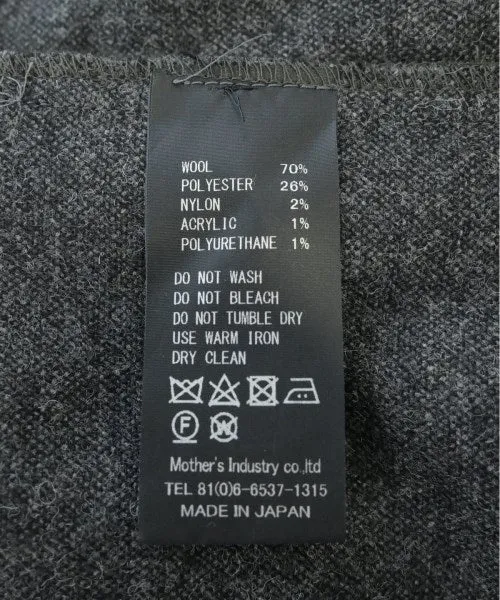 WOOL 70%
POLYESTER 26%
NYLON 2%
ACRYLIC 1%
POLYURETHANE 1%
DO NOT WASH
DO NOT BLEACH
DO NOT TUMBLE DRY
USE WARM IRON
DRY CLEAN
F W
Mother's Industry co.,ltd
TEL 81(0)6-6537-1315
MADE IN JAPAN